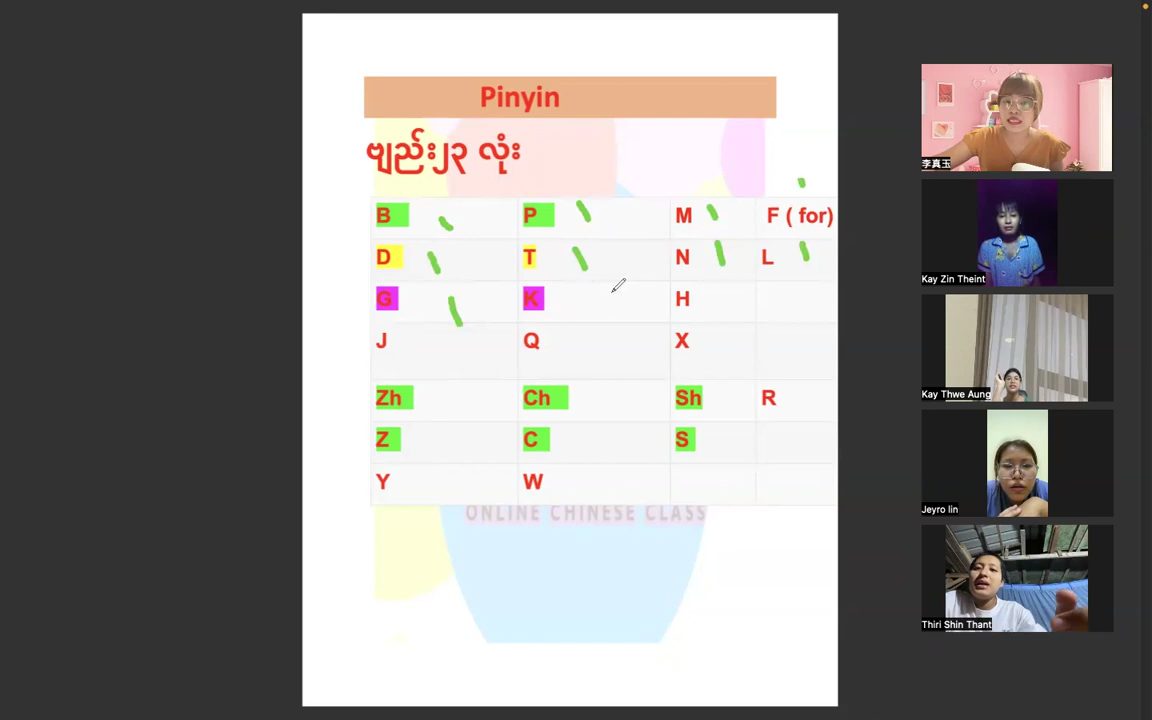 Pinyin
ဗျည်း၂၃ လုံး
B P M F ( for)
D T N L
G K H
J Q X
Zh Ch Sh R
Z C S
Y W
ONLINE CHINESE CLASS
李真玉
Kay Zin Theint
Kay Thwe Aung
Jeyro lin
Thiri Shin Thant